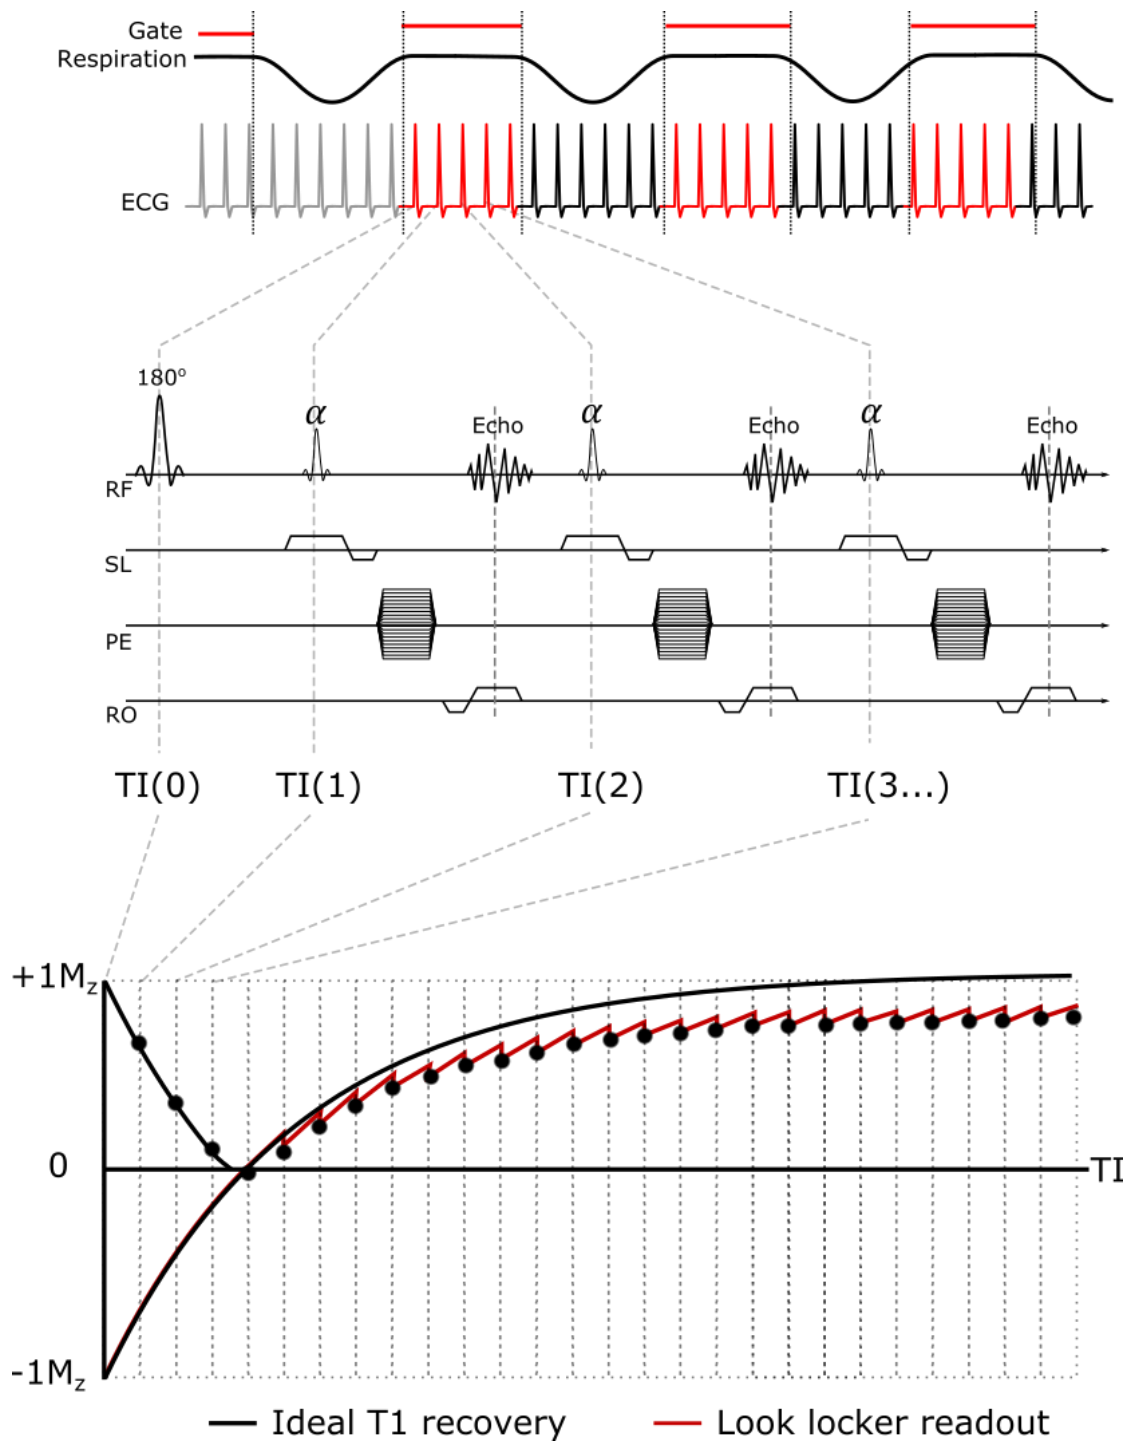 Gate
Respiration
ECG
180°
α α α
Echo Echo Echo
RF
SL
PE
RO
TI(0) TI(1) TI(2) TI(3...)
+1Mz
0
TI
-1Mz
Ideal T1 recovery Look locker readout